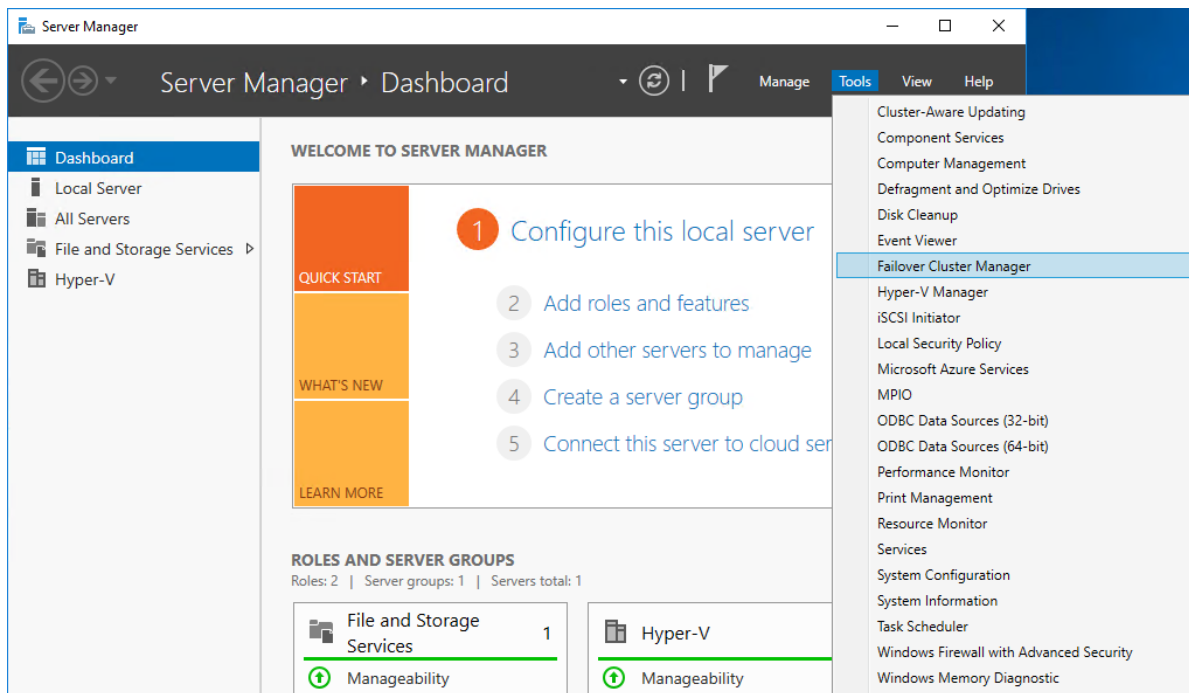 Server Manager
Server Manager ‣ Dashboard
Manage
Tools
View
Help
Dashboard
Local Server
All Servers
File and Storage Services
Hyper-V
WELCOME TO SERVER MANAGER
QUICK START
WHAT'S NEW
LEARN MORE
1 Configure this local server
2 Add roles and features
3 Add other servers to manage
4 Create a server group
5 Connect this server to cloud ser
ROLES AND SERVER GROUPS
Roles: 2 | Server groups: 1 | Servers total: 1
File and Storage
Services
1
Manageability
Hyper-V
Manageability
Cluster-Aware Updating
Component Services
Computer Management
Defragment and Optimize Drives
Disk Cleanup
Event Viewer
Failover Cluster Manager
Hyper-V Manager
iSCSI Initiator
Local Security Policy
Microsoft Azure Services
MPIO
ODBC Data Sources (32-bit)
ODBC Data Sources (64-bit)
Performance Monitor
Print Management
Resource Monitor
Services
System Configuration
System Information
Task Scheduler
Windows Firewall with Advanced Security
Windows Memory Diagnostic